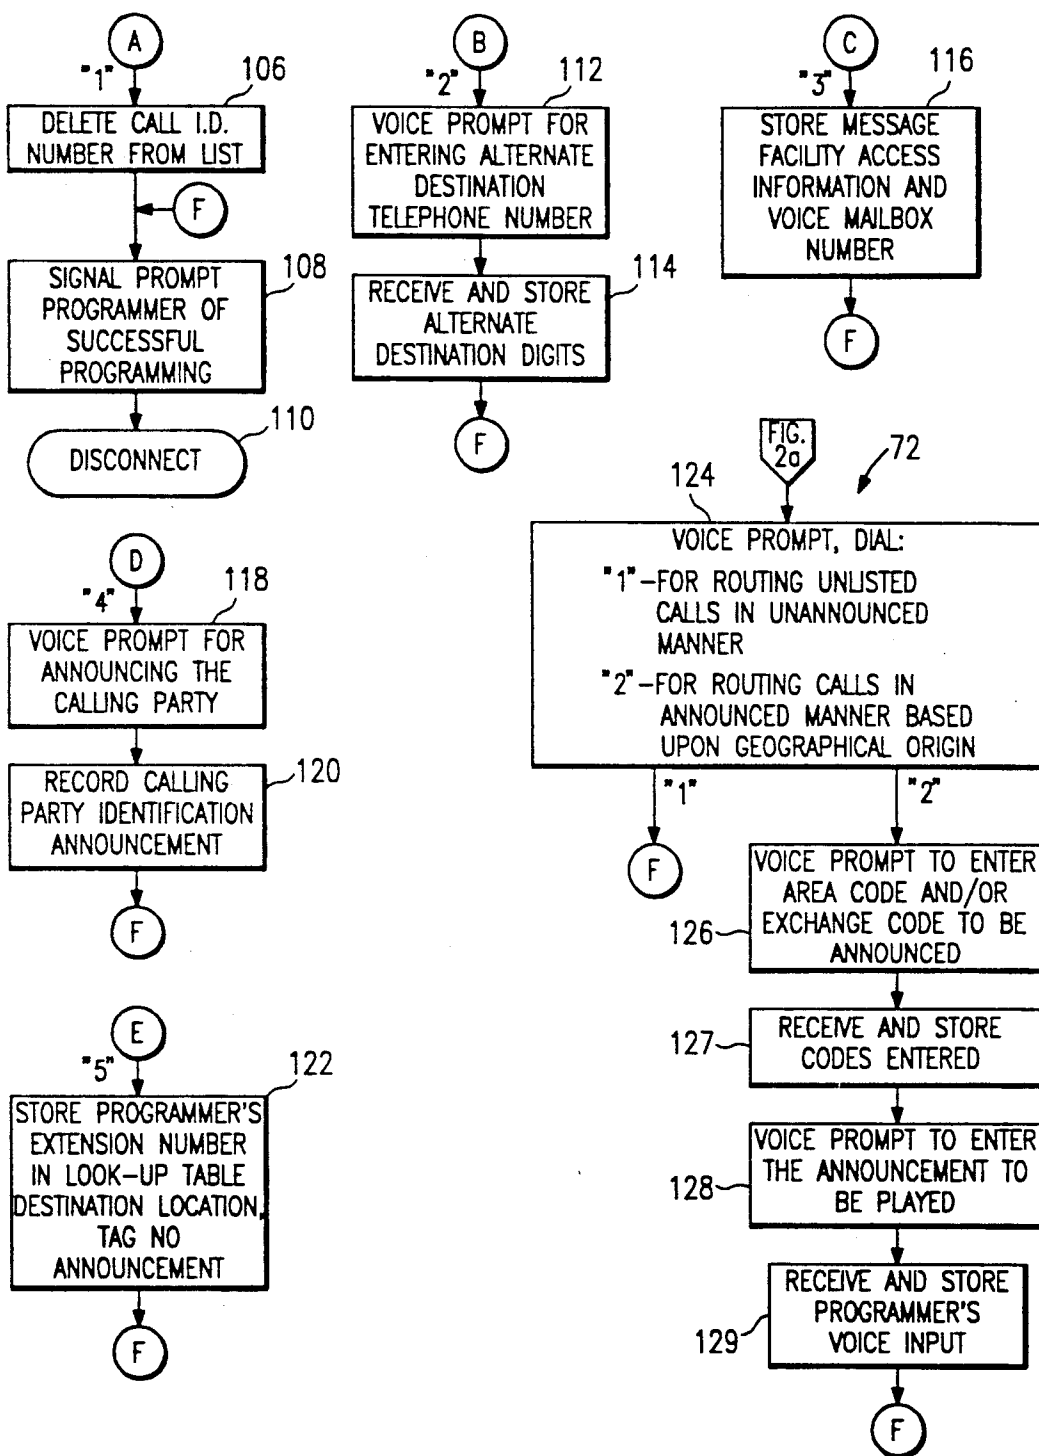 A
"1"
106
DELETE CALL I.D.
NUMBER FROM LIST
F
108
SIGNAL PROMPT
PROGRAMMER OF
SUCCESSFUL
PROGRAMMING
110
DISCONNECT
B
"2"
112
VOICE PROMPT FOR
ENTERING ALTERNATE
DESTINATION
TELEPHONE NUMBER
114
RECEIVE AND STORE
ALTERNATE
DESTINATION DIGITS
F
C
"3"
116
STORE MESSAGE
FACILITY ACCESS
INFORMATION AND
VOICE MAILBOX
NUMBER
F
D
"4"
118
VOICE PROMPT FOR
ANNOUNCING THE
CALLING PARTY
120
RECORD CALLING
PARTY IDENTIFICATION
ANNOUNCEMENT
F
E
"5"
122
STORE PROGRAMMER'S
EXTENSION NUMBER
IN LOOK-UP TABLE
DESTINATION LOCATION,
TAG NO
ANNOUNCEMENT
F
FIG.
2a
72
124
VOICE PROMPT, DIAL:
"1"-FOR ROUTING UNLISTED
CALLS IN UNANNOUNCED
MANNER
"2"-FOR ROUTING CALLS IN
ANNOUNCED MANNER BASED
UPON GEOGRAPHICAL ORIGIN
"1"
"2"
F
VOICE PROMPT TO ENTER
AREA CODE AND/OR
EXCHANGE CODE TO BE
ANNOUNCED
126
RECEIVE AND STORE
CODES ENTERED
127
VOICE PROMPT TO ENTER
THE ANNOUNCEMENT TO
BE PLAYED
128
RECEIVE AND STORE
PROGRAMMER'S
VOICE INPUT
129
F